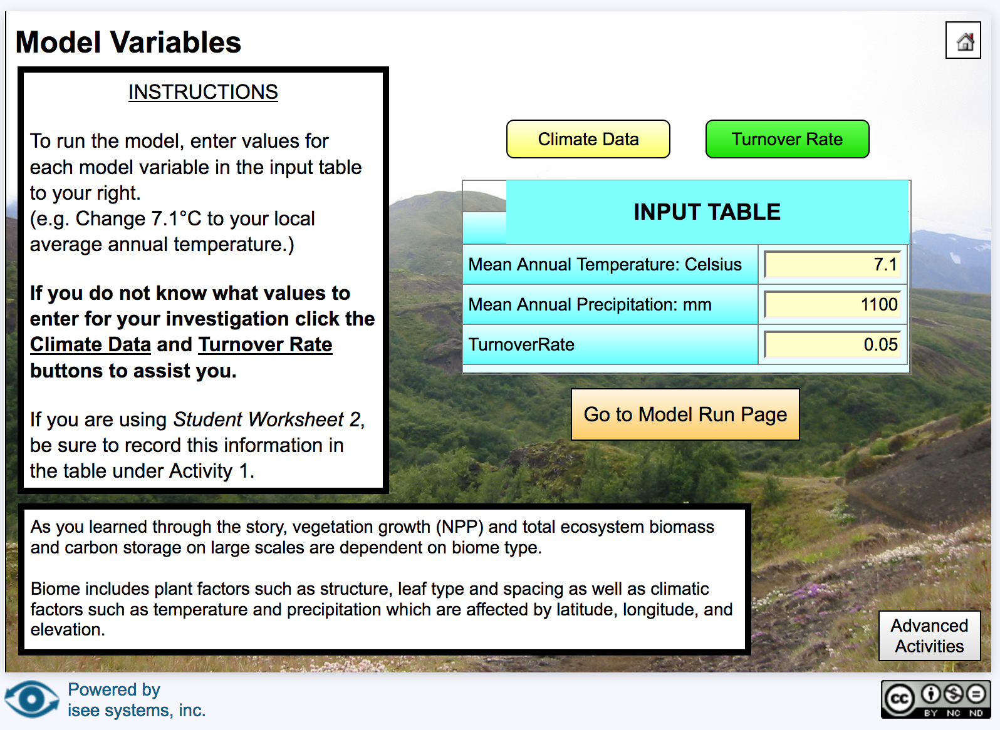 Model Variables
INSTRUCTIONS
To run the model, enter values for
each model variable in the input table
to your right.
(e.g. Change 7.1°C to your local
average annual temperature.)
If you do not know what values to
enter for your investigation click the
Climate Data and Turnover Rate
buttons to assist you.
If you are using Student Worksheet 2,
be sure to record this information in
the table under Activity 1.
Climate Data
Turnover Rate
INPUT TABLE
Mean Annual Temperature: Celsius 7.1
Mean Annual Precipitation: mm 1100
TurnoverRate 0.05
Go to Model Run Page
As you learned through the story, vegetation growth (NPP) and total ecosystem biomass
and carbon storage on large scales are dependent on biome type.
Biome includes plant factors such as structure, leaf type and spacing as well as climatic
factors such as temperature and precipitation which are affected by latitude, longitude, and
elevation.
Advanced
Activities
Powered by
isee systems, inc.
cc
BY NC ND